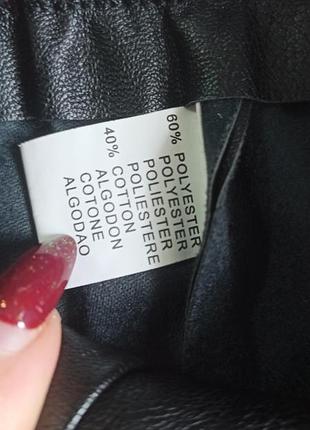 60% POLYESTER
POLYESTER
POLIESTER
POLIESTERE
40% COTTON
ALGODON
COTONE
ALGODAO